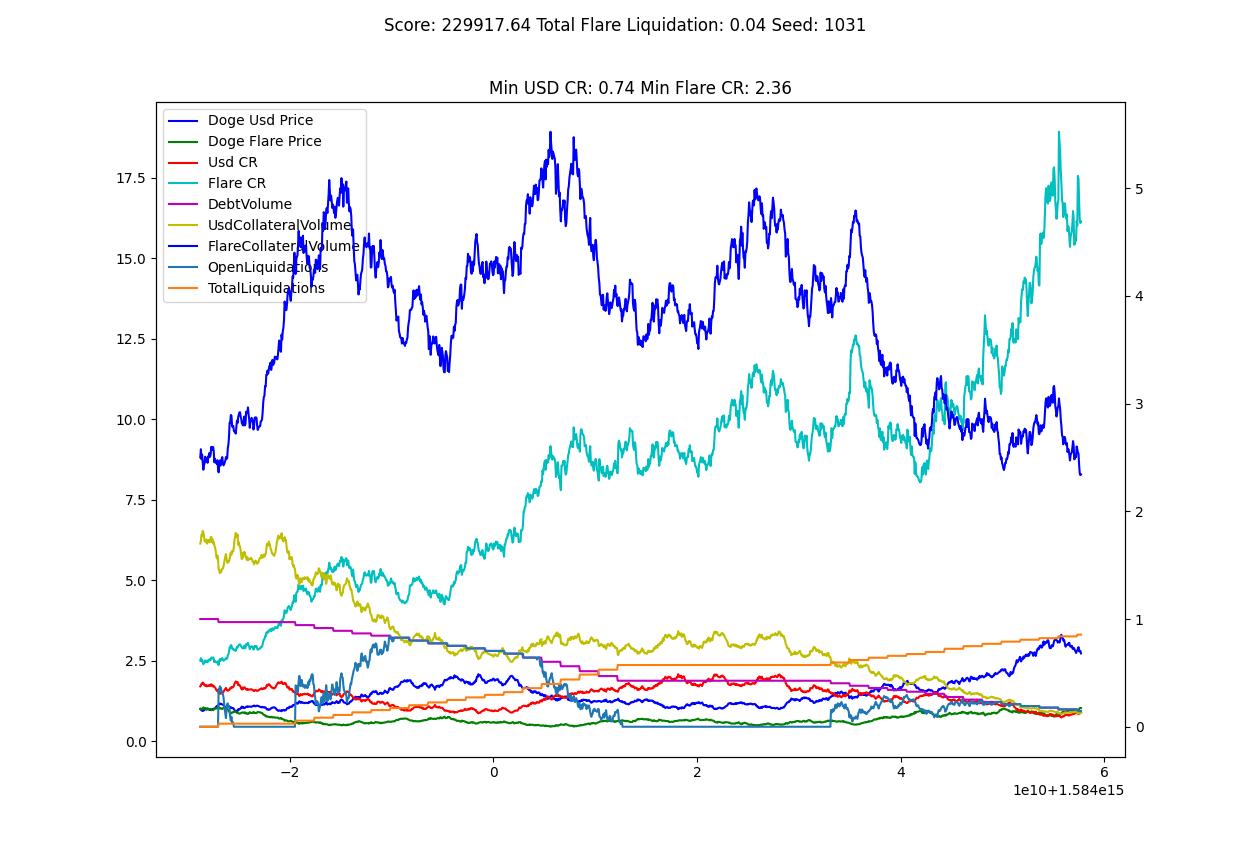 Score: 229917.64 Total Flare Liquidation: 0.04 Seed: 1031
Min USD CR: 0.74 Min Flare CR: 2.36
Doge Usd Price
Doge Flare Price
Usd CR
Flare CR
DebtVolume
UsdCollateralVolume
FlareCollateralVolume
OpenLiquidations
TotalLiquidations
17.5
15.0
12.5
10.0
7.5
5.0
2.5
0.0
5
4
3
2
1
0
−2 0 2 4 6
1e10+1.584e15